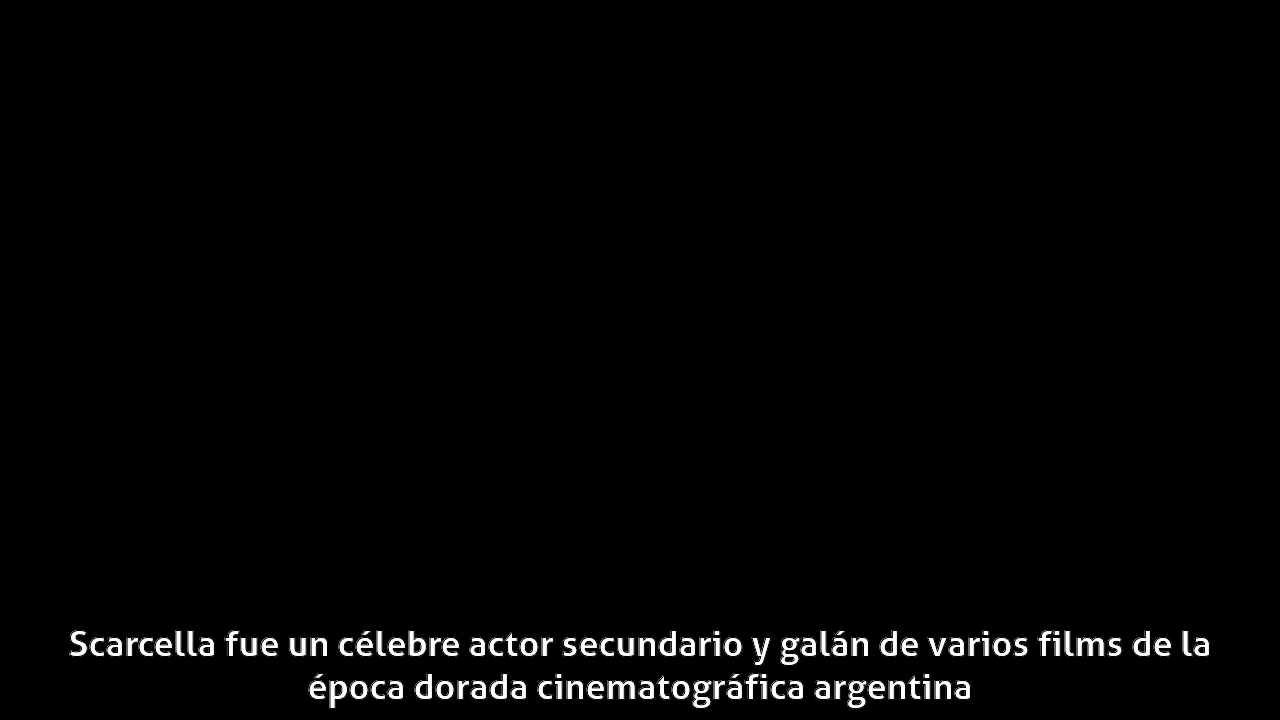 Scarcella fue un célebre actor secundario y galán de varios films de la
época dorada cinematográfica argentina